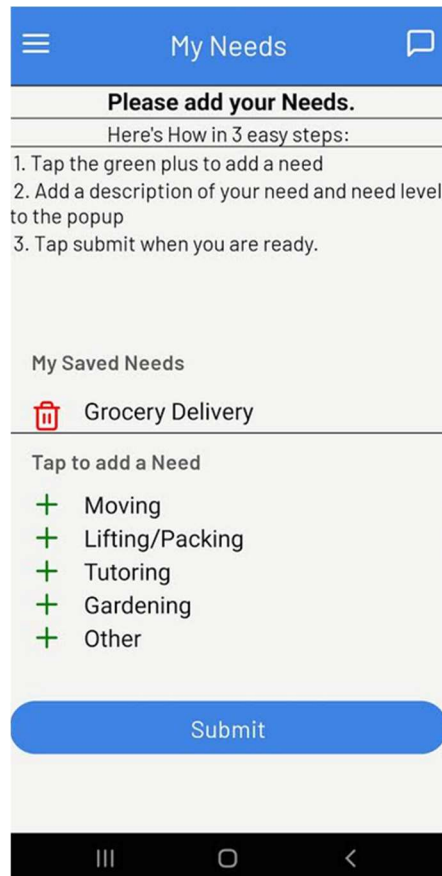 My Needs
Please add your Needs.
Here's How in 3 easy steps:
1. Tap the green plus to add a need
2. Add a description of your need and need level
to the popup
3. Tap submit when you are ready.
My Saved Needs
Grocery Delivery
Tap to add a Need
Moving
Lifting/Packing
Tutoring
Gardening
Other
Submit